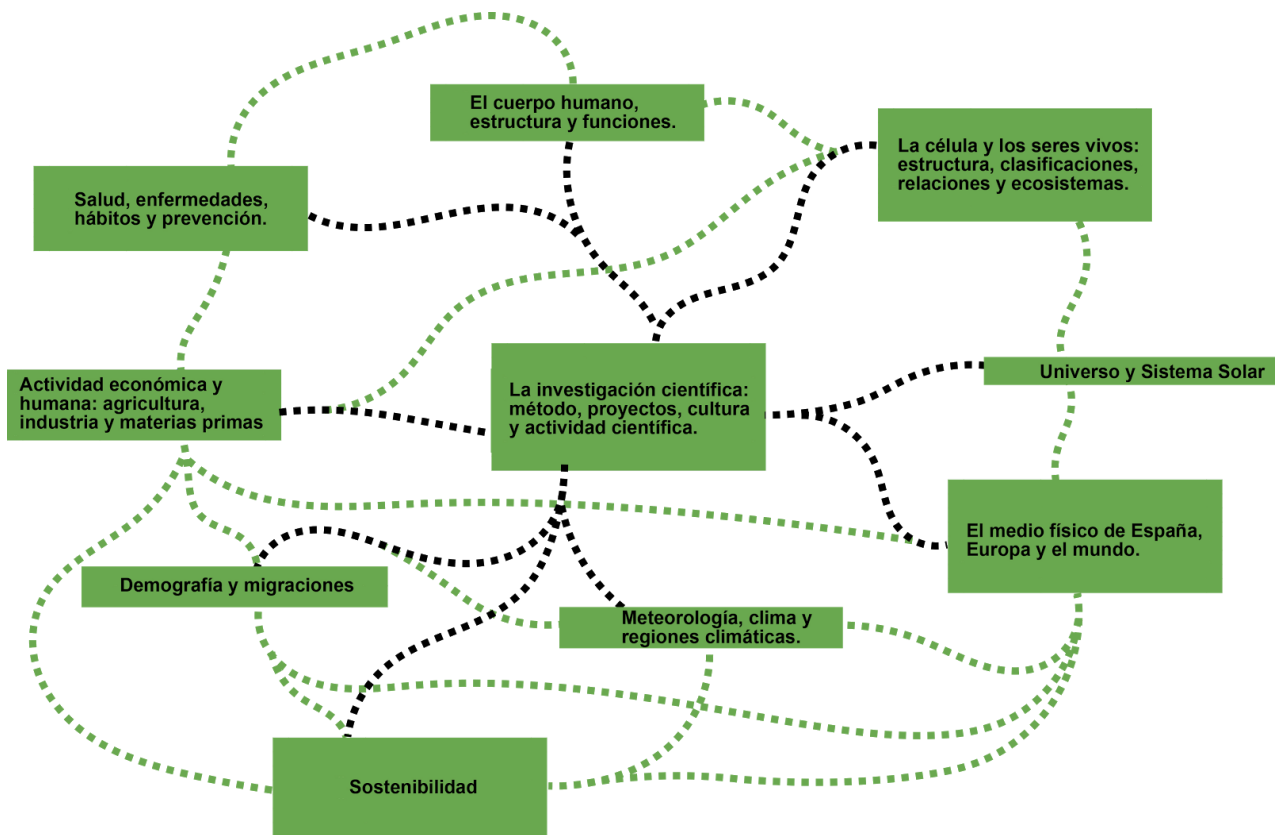 El cuerpo humano,
estructura y funciones.
La célula y los seres vivos:
estructura, clasificaciones,
relaciones y ecosistemas.
Salud, enfermedades,
hábitos y prevención.
Universo y Sistema Solar
Actividad económica y
humana: agricultura,
industria y materias primas
La investigación científica:
método, proyectos, cultura
y actividad científica.
El medio físico de España,
Europa y el mundo.
Demografía y migraciones
Meteorología, clima y
regiones climáticas.
Sostenibilidad